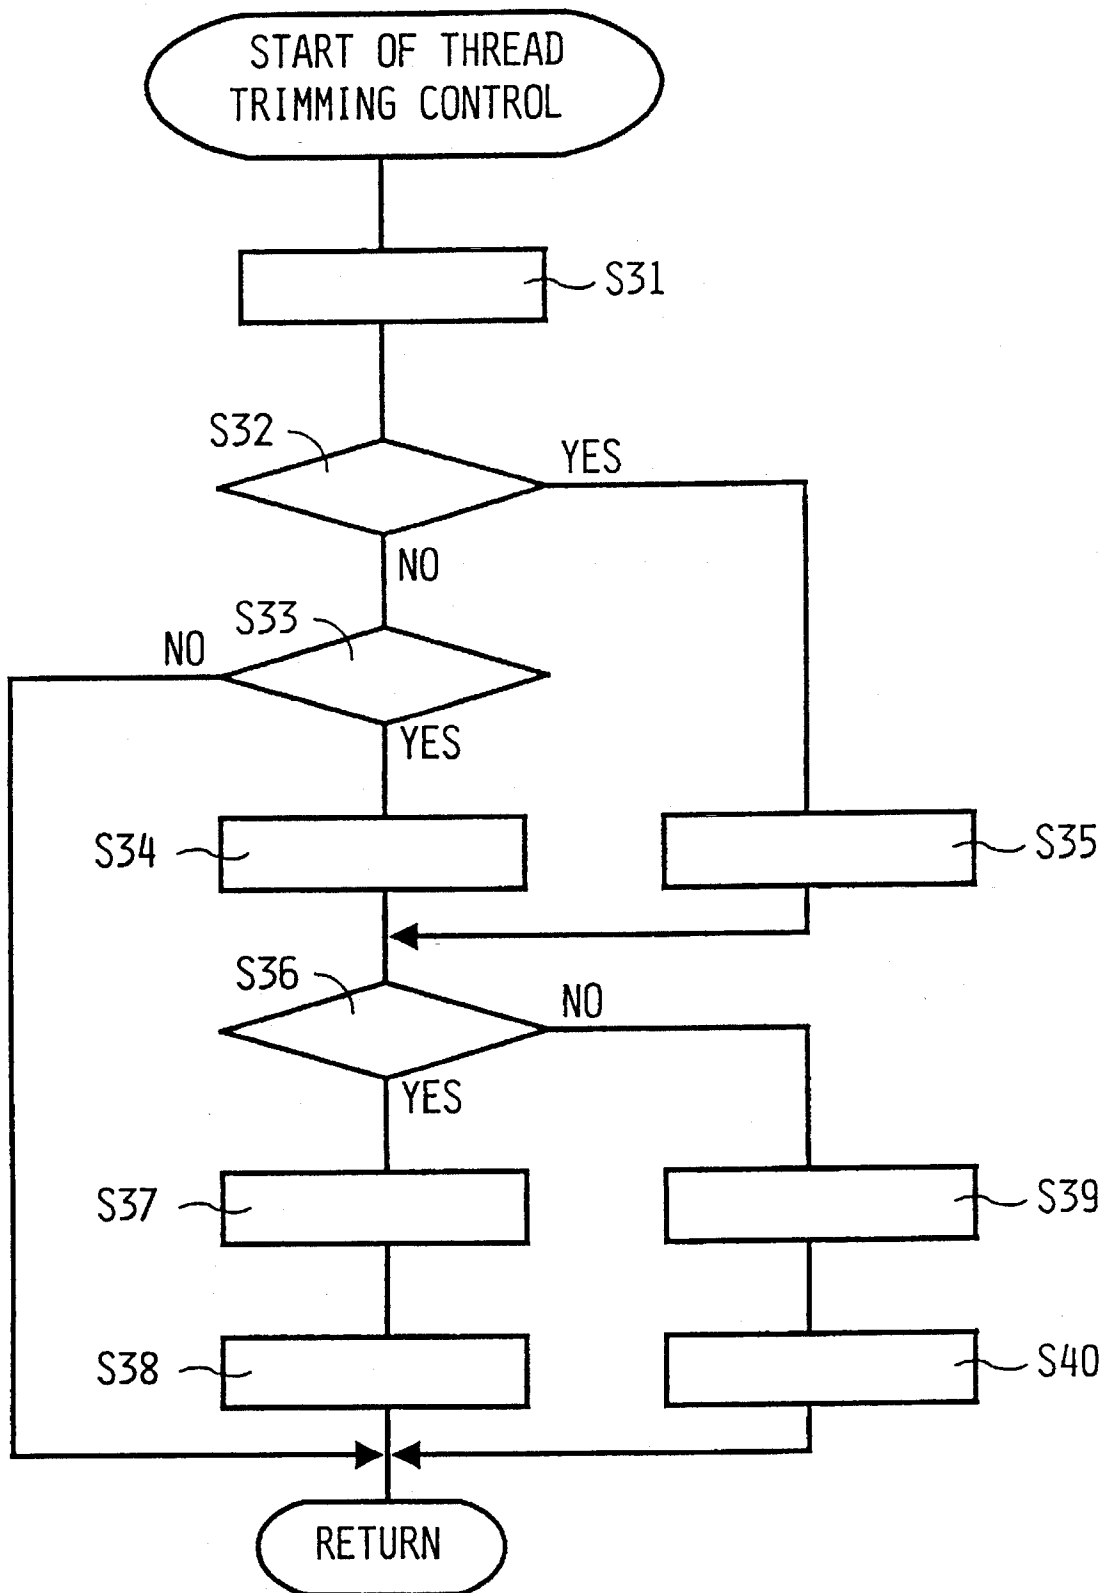 START OF THREAD
TRIMMING CONTROL
S31
S32
YES
NO
S33
NO
YES
S34
S35
S36
NO
YES
S37
S39
S38
S40
RETURN